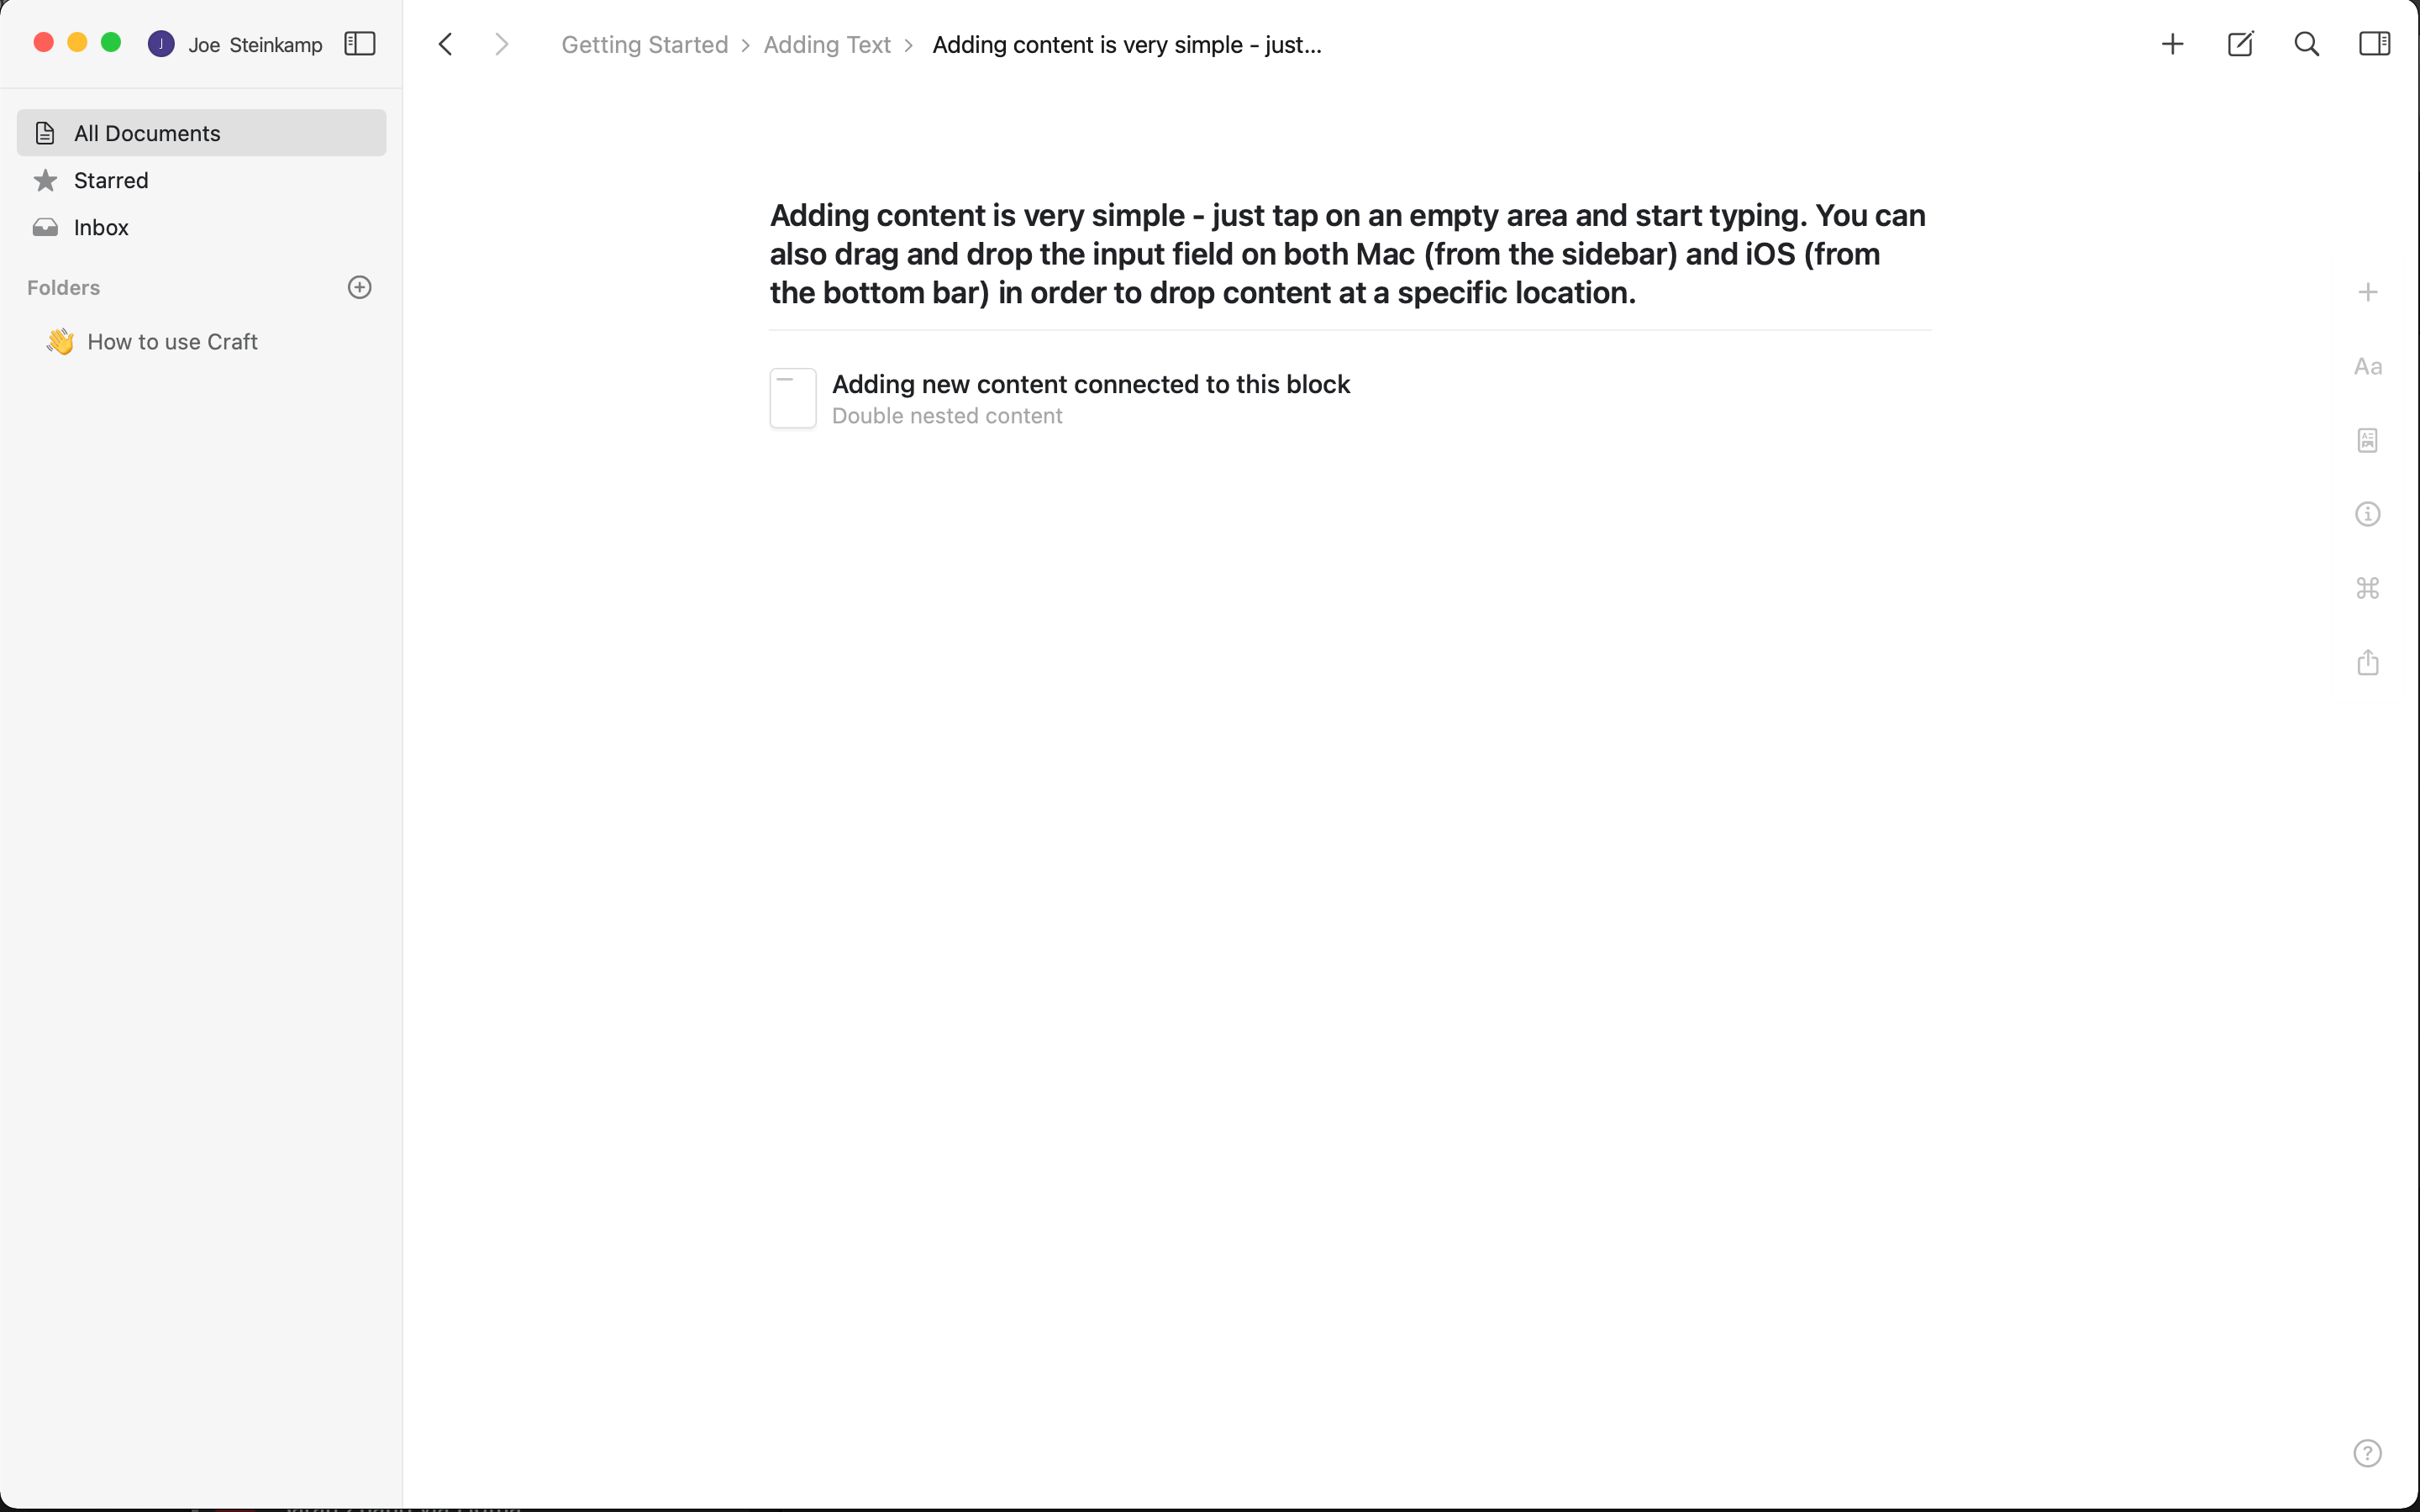 J Joe Steinkamp
Getting Started > Adding Text > Adding content is very simple - just...
All Documents
Starred
Inbox
Folders
How to use Craft
Adding content is very simple - just tap on an empty area and start typing. You can
also drag and drop the input field on both Mac (from the sidebar) and iOS (from
the bottom bar) in order to drop content at a specific location.
Adding new content connected to this block
Double nested content
Aa